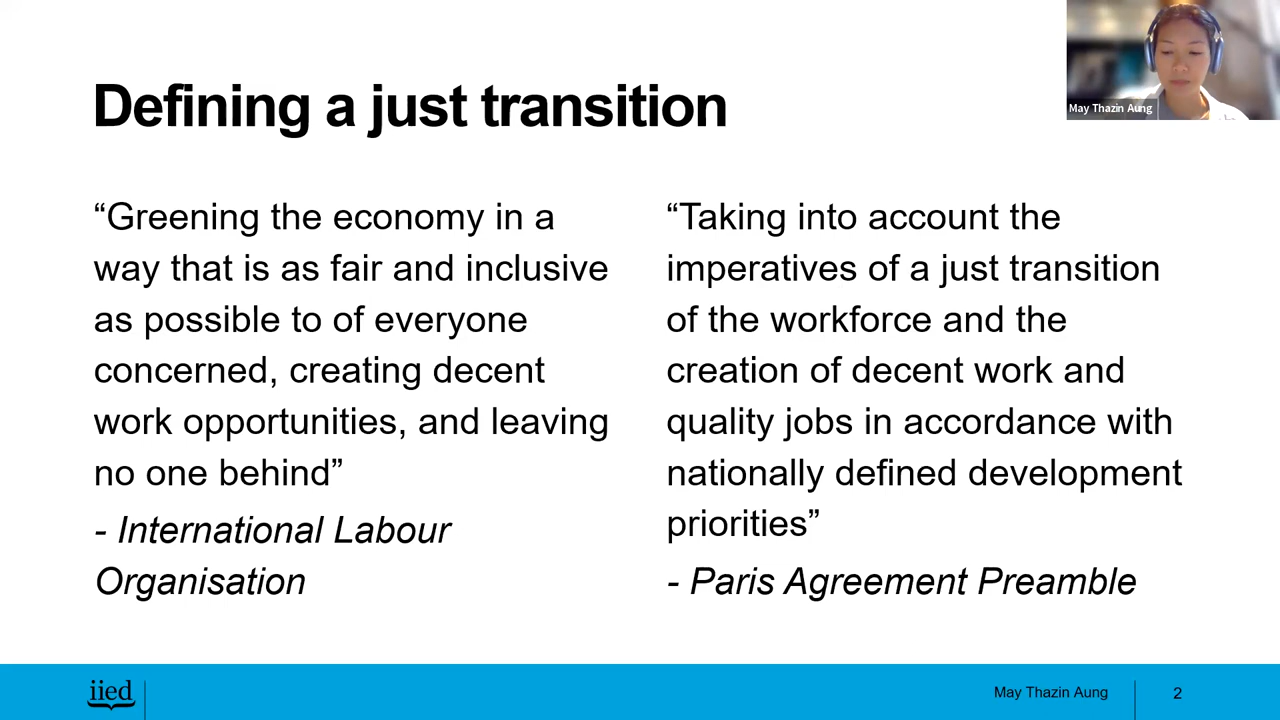 Defining a just transition
May Thazin Aung
“Greening the economy in a
way that is as fair and inclusive
as possible to of everyone
concerned, creating decent
work opportunities, and leaving
no one behind”
- International Labour
Organisation
“Taking into account the
imperatives of a just transition
of the workforce and the
creation of decent work and
quality jobs in accordance with
nationally defined development
priorities”
- Paris Agreement Preamble
iied
May Thazin Aung
2